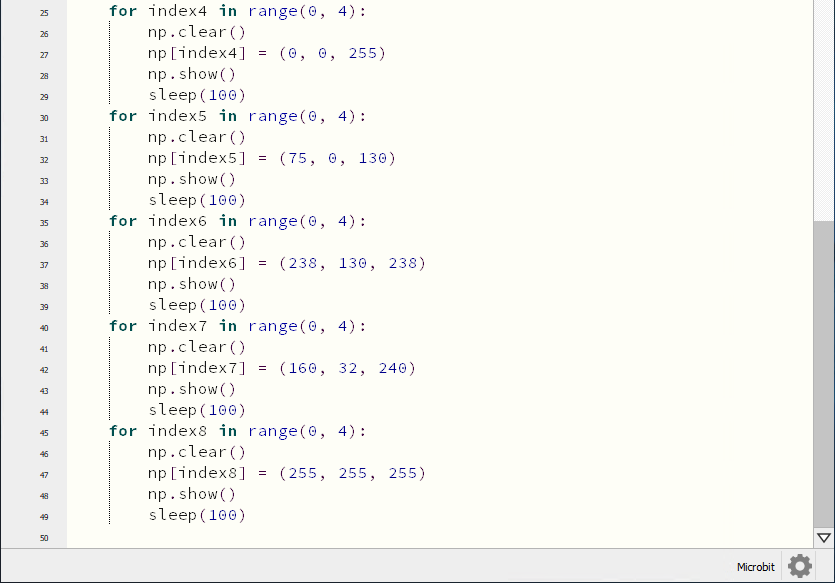 25 for index4 in range(0, 4):
26 np.clear()
27 np[index4] = (0, 0, 255)
28 np.show()
29 sleep(100)
30 for index5 in range(0, 4):
31 np.clear()
32 np[index5] = (75, 0, 130)
33 np.show()
34 sleep(100)
35 for index6 in range(0, 4):
36 np.clear()
37 np[index6] = (238, 130, 238)
38 np.show()
39 sleep(100)
40 for index7 in range(0, 4):
41 np.clear()
42 np[index7] = (160, 32, 240)
43 np.show()
44 sleep(100)
45 for index8 in range(0, 4):
46 np.clear()
47 np[index8] = (255, 255, 255)
48 np.show()
49 sleep(100)
50
Microbit